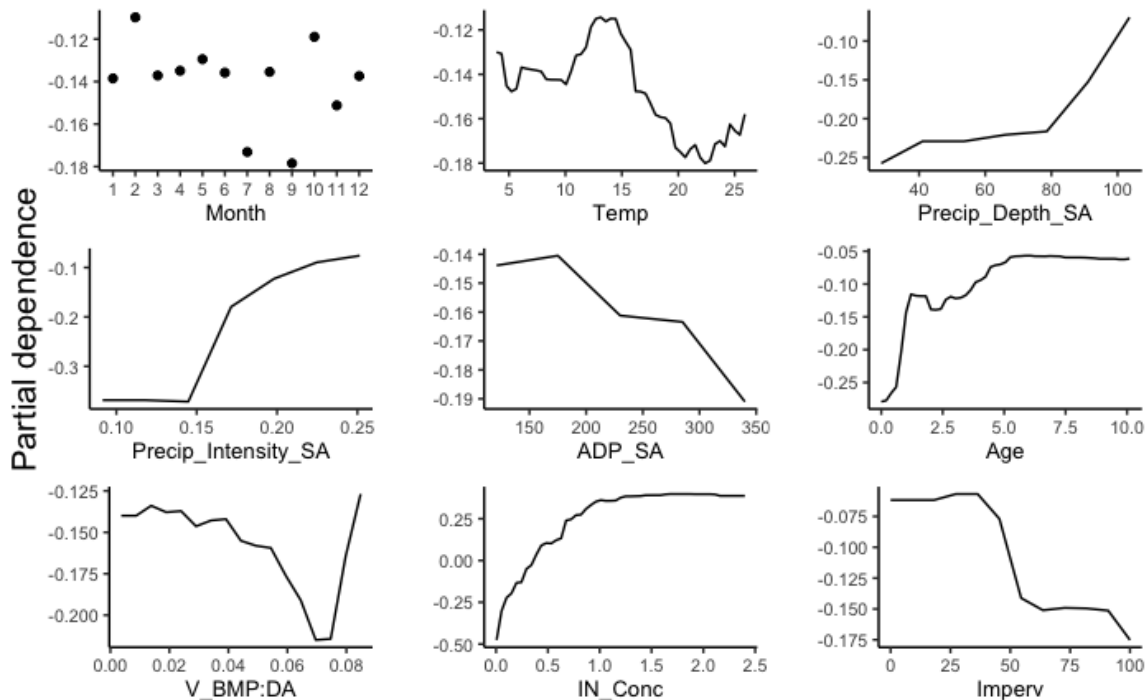 Partial dependence
-0.12
-0.14
-0.16
-0.18
1 2 3 4 5 6 7 8 9 10 11 12
Month
-0.12
-0.14
-0.16
-0.18
5 10 15 20 25
Temp
-0.10
-0.15
-0.20
-0.25
40 60 80 100
Precip_Depth_SA
-0.1
-0.2
-0.3
0.10 0.15 0.20 0.25
Precip_Intensity_SA
-0.14
-0.15
-0.16
-0.17
-0.18
-0.19
150 200 250 300 350
ADP_SA
-0.05
-0.10
-0.15
-0.20
-0.25
0.0 2.5 5.0 7.5 10.0
Age
-0.125
-0.150
-0.175
-0.200
0.00 0.02 0.04 0.06 0.08
V_BMP:DA
0.25
0.00
-0.25
-0.50
0.0 0.5 1.0 1.5 2.0 2.5
IN_Conc
-0.075
-0.100
-0.125
-0.150
-0.175
0 25 50 75 100
Imperv